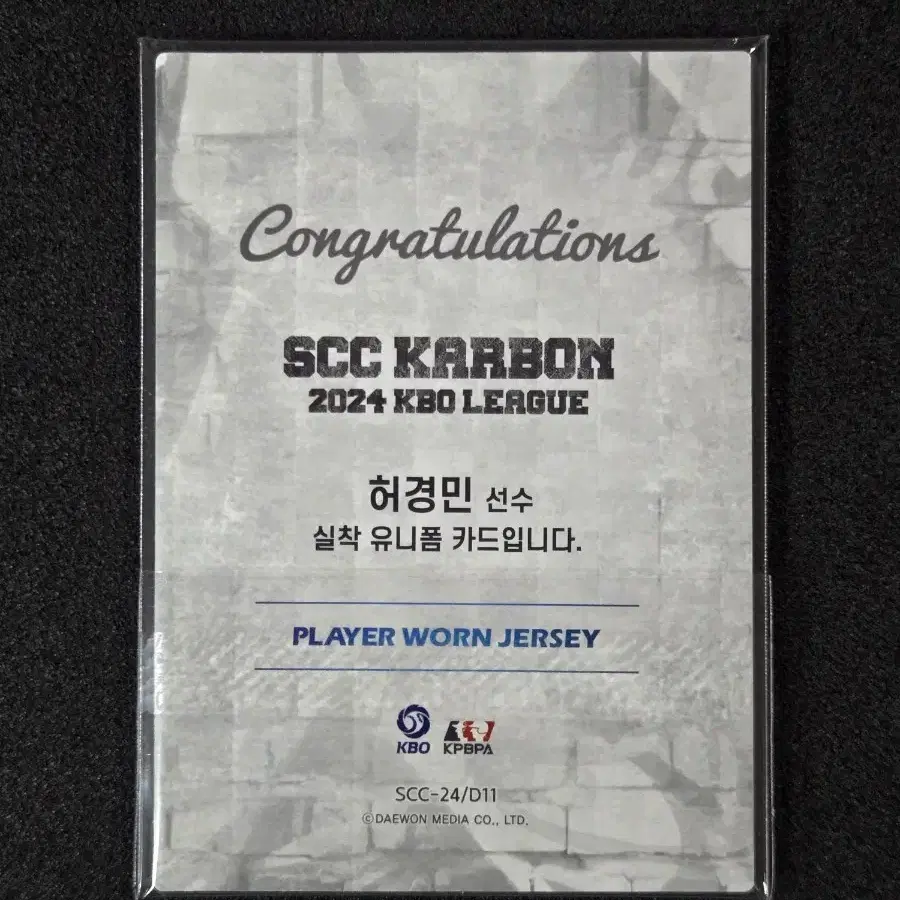 Congratulations
SCC KARBON
2024 KBO LEAGUE
허경민 선수
실착 유니폼 카드입니다.
PLAYER WORN JERSEY
KBO KPBPA
SCC-24/D11
©DAEWON MEDIA CO., LTD.